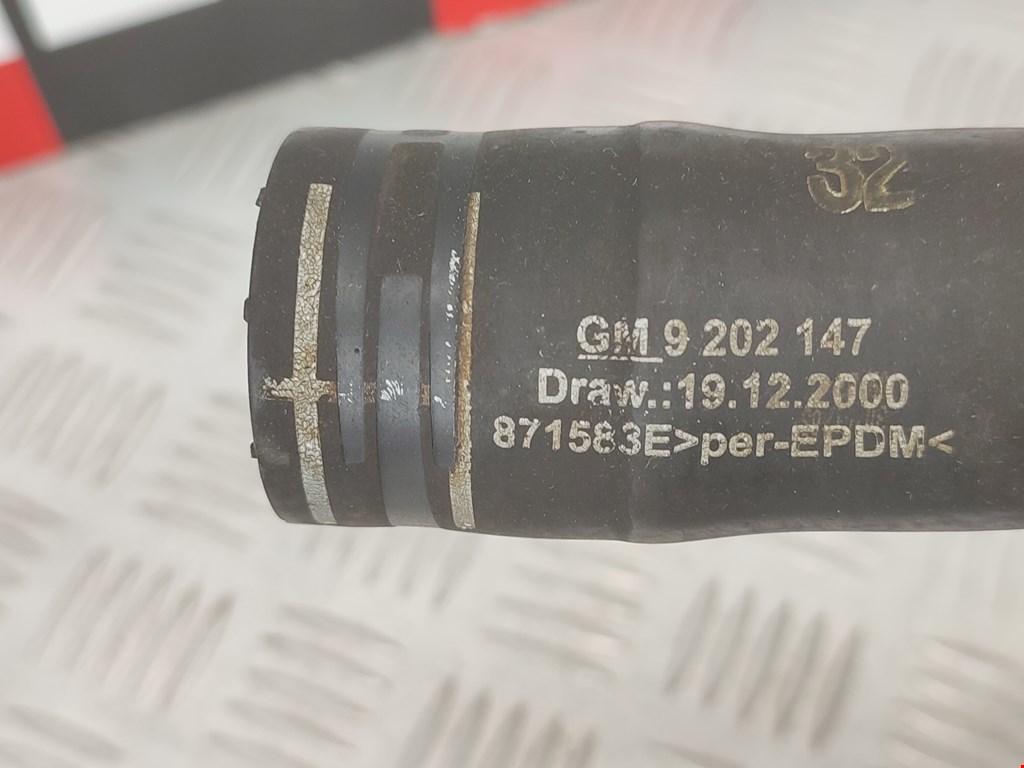 32
GM 9 202 147
Draw.:19.12.2000
871583E>per-EPDM<